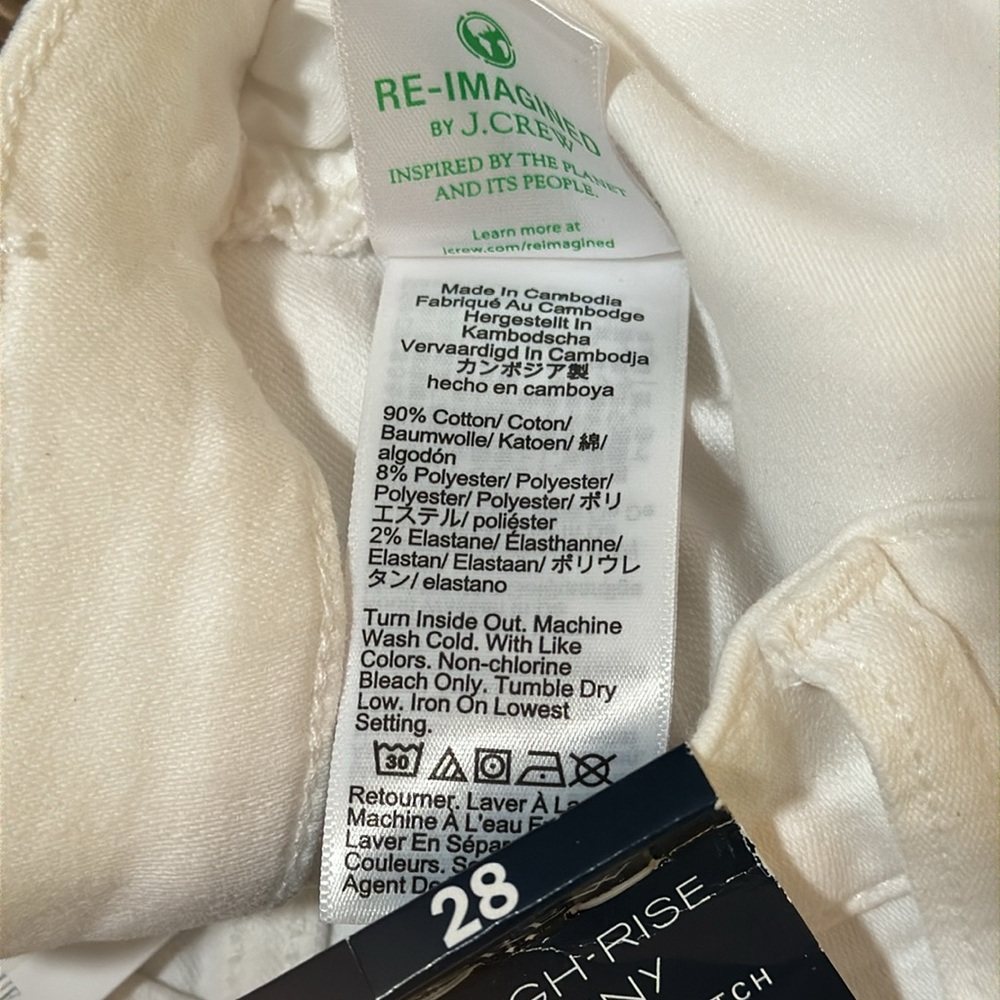 RE-IMAGINED
BY J.CREW
INSPIRED BY THE PLANET
AND ITS PEOPLE.
Learn more at
jcrew.com/reimagined
Made In Cambodia
Fabriqué Au Cambodge
Hergestellt In
Kambodscha
Vervaardigd In Cambodja
カンボジア製
hecho en camboya
90% Cotton/ Coton/
Baumwolle/ Katoen/ 綿/
algodón
8% Polyester/ Polyester/
Polyester/ Polyester/ ポリ
エステル/ poliéster
2% Elastane/ Élasthanne/
Elastan/ Elastaan/ ポリウレ
タン/ elastano
Turn Inside Out. Machine
Wash Cold. With Like
Colors. Non-chlorine
Bleach Only. Tumble Dry
Low. Iron On Lowest
Setting.
30
Retourner. Laver À La
Machine À L'eau
Laver En Sépar
Couleurs.
Agent
28
GH-RISE
NY
TCH